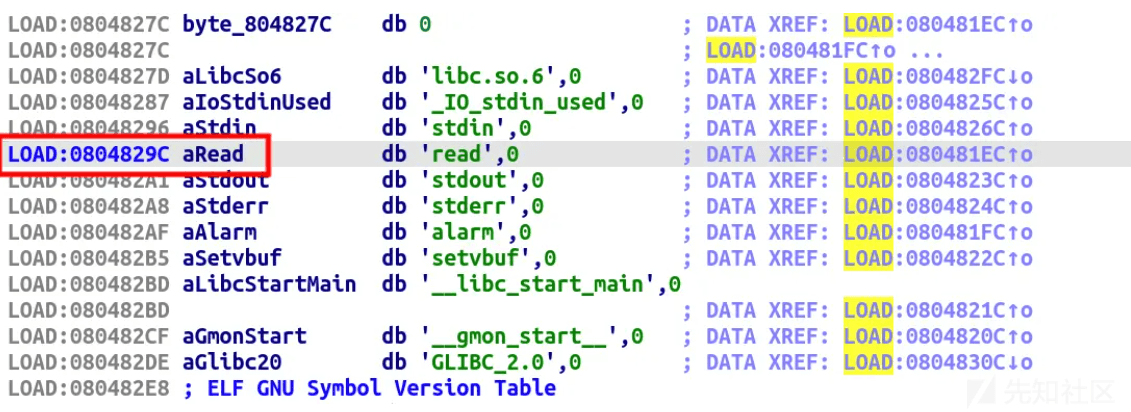 LOAD:0804827C byte_804827C db 0 ; DATA XREF: LOAD:080481EC↑o
LOAD:0804827C ; LOAD:080481FC↑o ...
LOAD:0804827D aLibcSo6 db 'libc.so.6',0 ; DATA XREF: LOAD:080482FC↓o
LOAD:08048287 aIoStdinUsed db '_IO_stdin_used',0 ; DATA XREF: LOAD:0804825C↑o
LOAD:08048296 aStdin db 'stdin',0 ; DATA XREF: LOAD:0804826C↑o
LOAD:0804829C aRead db 'read',0 ; DATA XREF: LOAD:080481EC↑o
LOAD:080482A1 aStdout db 'stdout',0 ; DATA XREF: LOAD:0804823C↑o
LOAD:080482A8 aStderr db 'stderr',0 ; DATA XREF: LOAD:0804824C↑o
LOAD:080482AF aAlarm db 'alarm',0 ; DATA XREF: LOAD:080481FC↑o
LOAD:080482B5 aSetvbuf db 'setvbuf',0 ; DATA XREF: LOAD:0804822C↑o
LOAD:080482BD aLibcStartMain db '__libc_start_main',0
LOAD:080482BD ; DATA XREF: LOAD:0804821C↑o
LOAD:080482CF aGmonStart db '__gmon_start__',0 ; DATA XREF: LOAD:0804820C↑o
LOAD:080482DE aGlibc20 db 'GLIBC_2.0',0 ; DATA XREF: LOAD:0804830C↓o
LOAD:080482E8 ; ELF GNU Symbol Version Table
先知社区